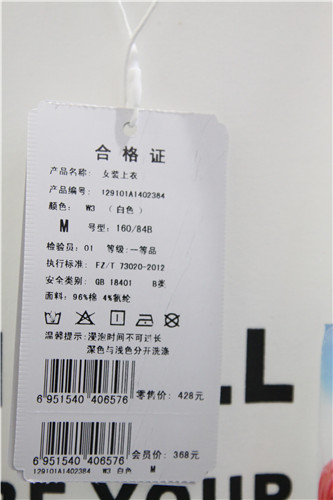 合格证
产品名称: 女装上衣
产品编号: 129101A1402384
颜色: W3 (白色)
M 号型: 160/84B
检验员: 01 等级: 一等品
执行标准: FZ/T 73020-2012
安全类别: GB 18401 B类
面料: 96%棉 4%氨纶
温韩提示: 浸泡时间不可过长
深色与浅色分开洗涤
6 951540 406576 零售价: 428元
6 951540 406576 会员价: 368元
129101A1402384 W3 白色 M
LL
BE YOUR